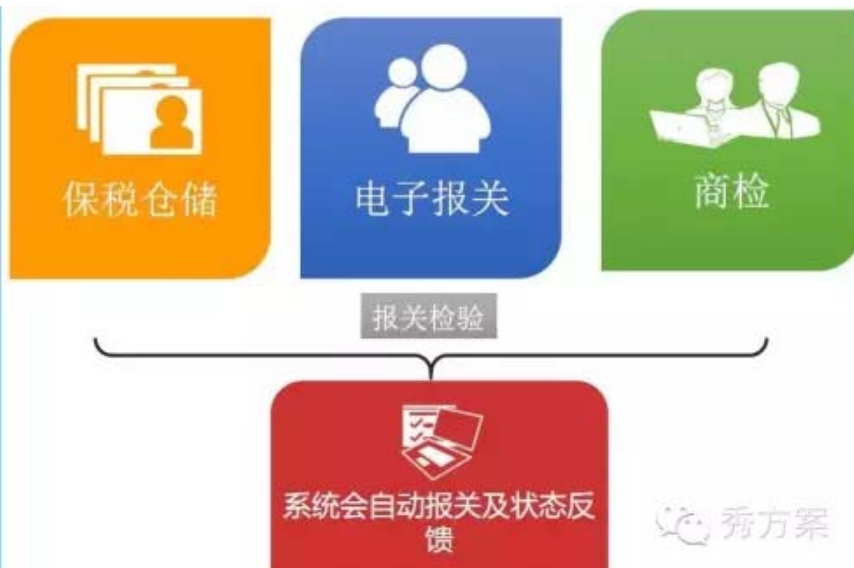 保税仓储
电子报关
商检
报关检验
系统会自动报关及状态反
馈
秀方案